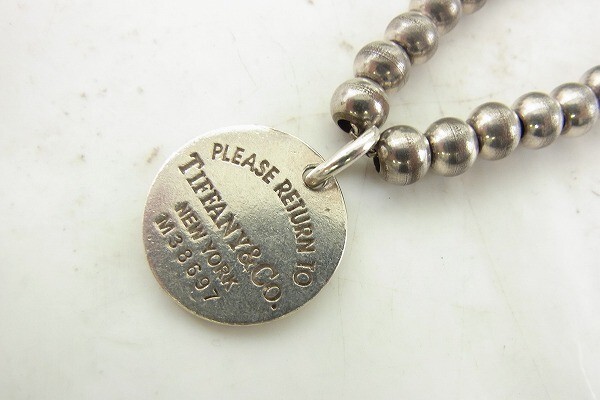 PLEASE RETURN TO
TIFFANY&CO.
NEW YORK
M38697